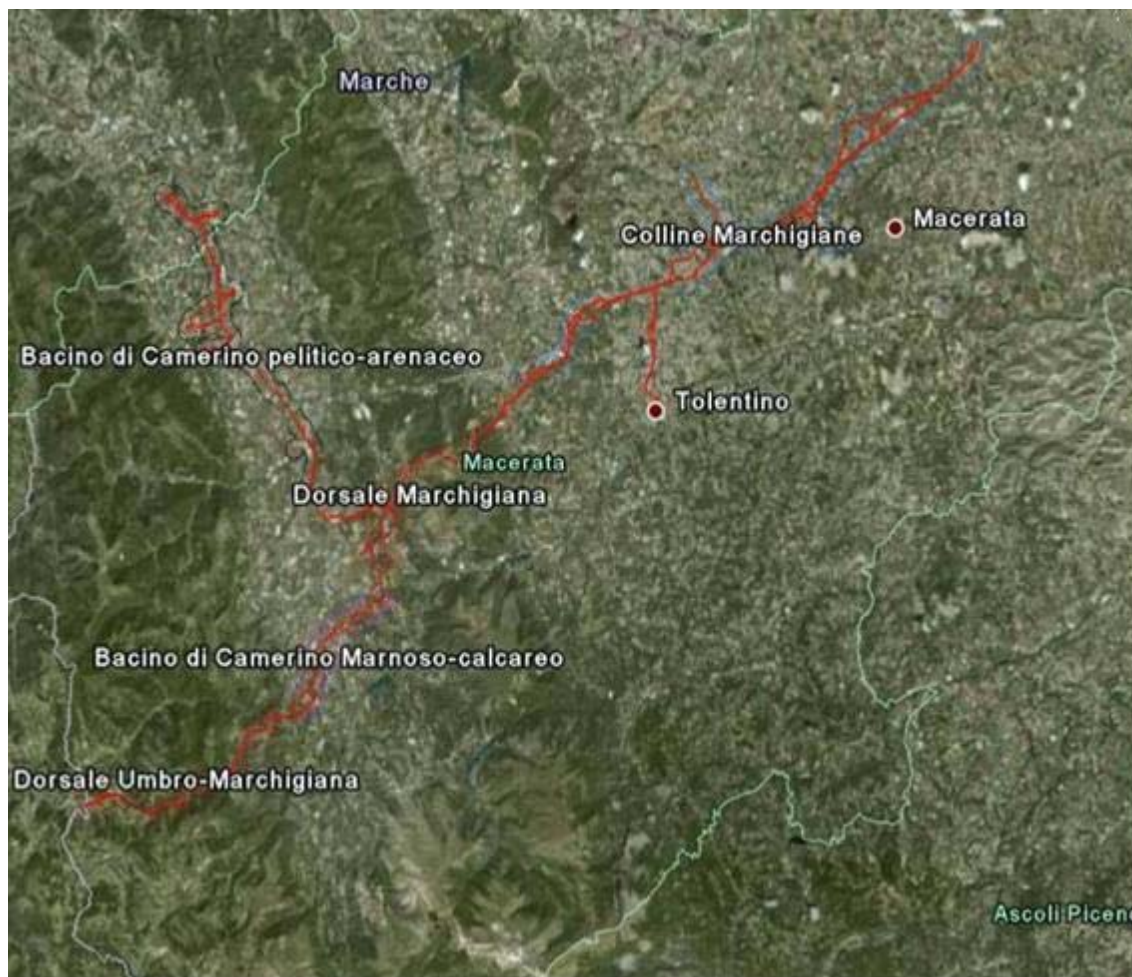 Marche
Macerata
Colline Marchigiane
Bacino di Camerino pelitico-arenaceo
Tolentino
Macerata
Dorsale Marchigiana
Bacino di Camerino Marnoso-calcareo
Dorsale Umbro-Marchigiana
Ascoli Piceno